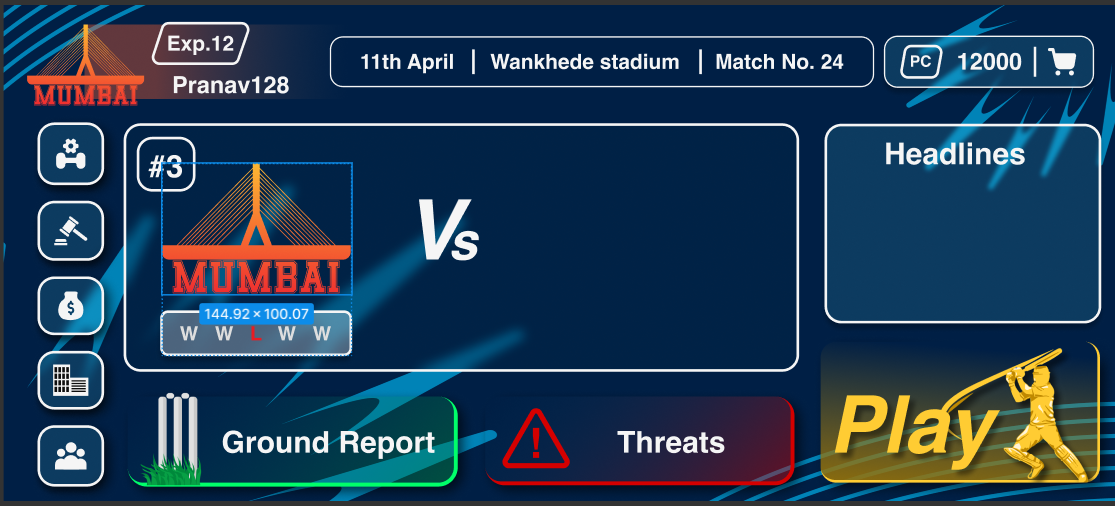 MUMBAI
Exp.12
Pranav128
11th April | Wankhede stadium | Match No. 24
PC 12000
#3
MUMBAI
144.92 × 100.07
W W L W W
Vs
Headlines
Ground Report
!
Threats
Play